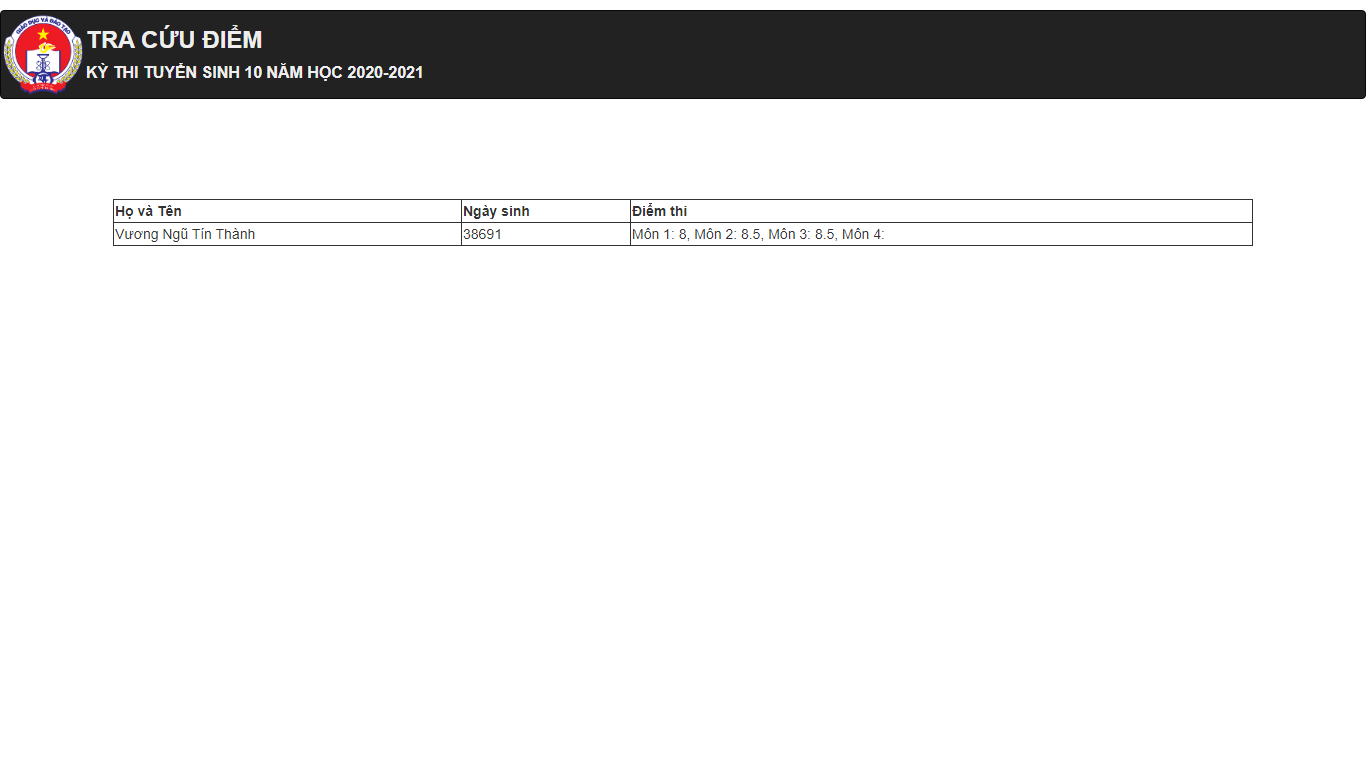 GIÁO DỤC VÀ ĐÀO TẠO
TRA CỨU ĐIỂM
KỲ THI TUYỂN SINH 10 NĂM HỌC 2020-2021
Họ và Tên Ngày sinh Điểm thi
Vương Ngũ Tín Thành 38691 Môn 1: 8, Môn 2: 8.5, Môn 3: 8.5, Môn 4: